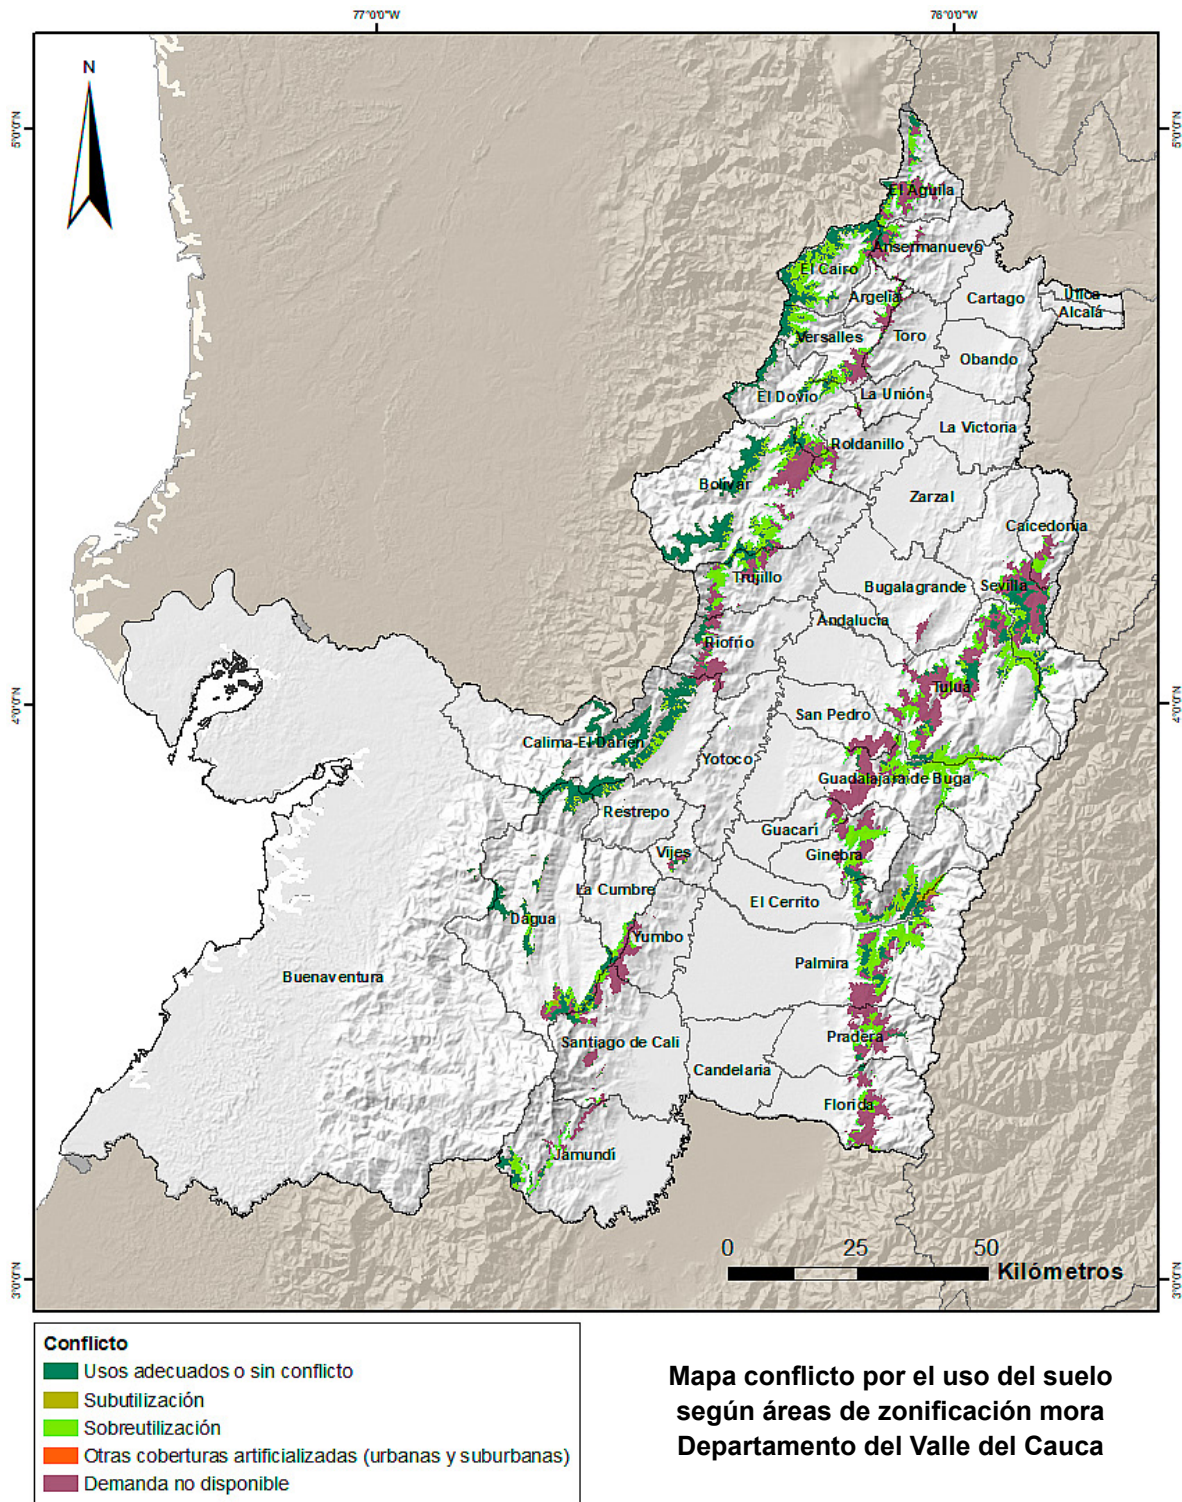 77°0'0"W
76°0'0"W
N
5°0'0"N
5°0'0"N
El Águila
Ansermanuevo
El Cairo
Argelia
Cartago
Ulloa
Alcalá
Versalles
Toro
Obando
El Dovio
La Unión
La Victoria
Roldanillo
Bolívar
Zarzal
Caicedonia
Trujillo
Bugalagrande
Sevilla
Andalucía
Riofrío
Tuluá
4°0'0"N
4°0'0"N
San Pedro
Calima-El Darién
Yotoco
Guadalajara de Buga
Restrepo
Guacarí
Vijes
Ginebra
La Cumbre
El Cerrito
Dagua
Yumbo
Palmira
Buenaventura
Santiago de Cali
Pradera
Candelaria
Florida
Jamundí
0 25 50
Kilómetros
3°0'0"N
3°0'0"N
Conflicto
Usos adecuados o sin conflicto
Subutilización
Sobreutilización
Otras coberturas artificializadas (urbanas y suburbanas)
Demanda no disponible
Mapa conflicto por el uso del suelo
según áreas de zonificación mora
Departamento del Valle del Cauca